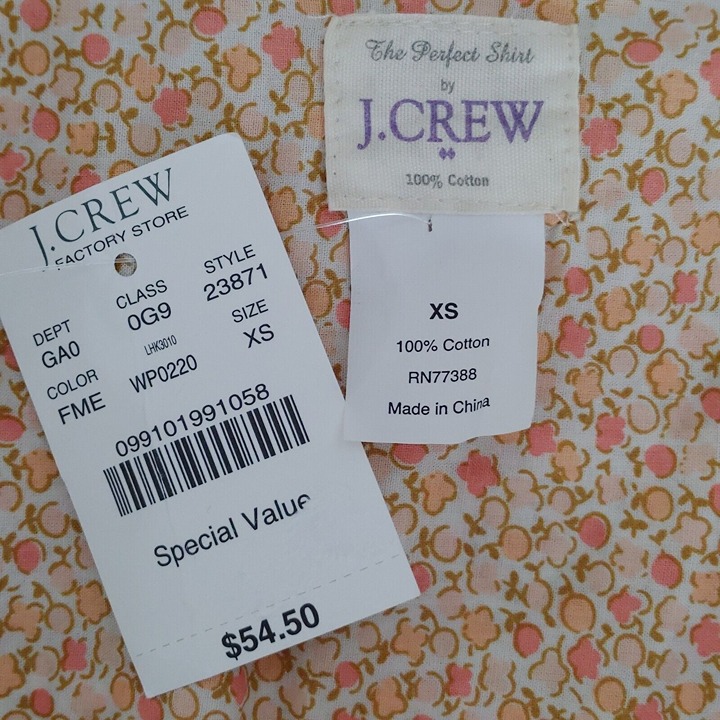 The Perfect Shirt
by
J.CREW
100% Cotton
XS
100% Cotton
RN77388
Made in China
J.CREW
FACTORY STORE
DEPT CLASS STYLE
GA0 0G9 23871
COLOR LHK3010 SIZE
FME WP0220 XS
099101991058
Special Value
$54.50